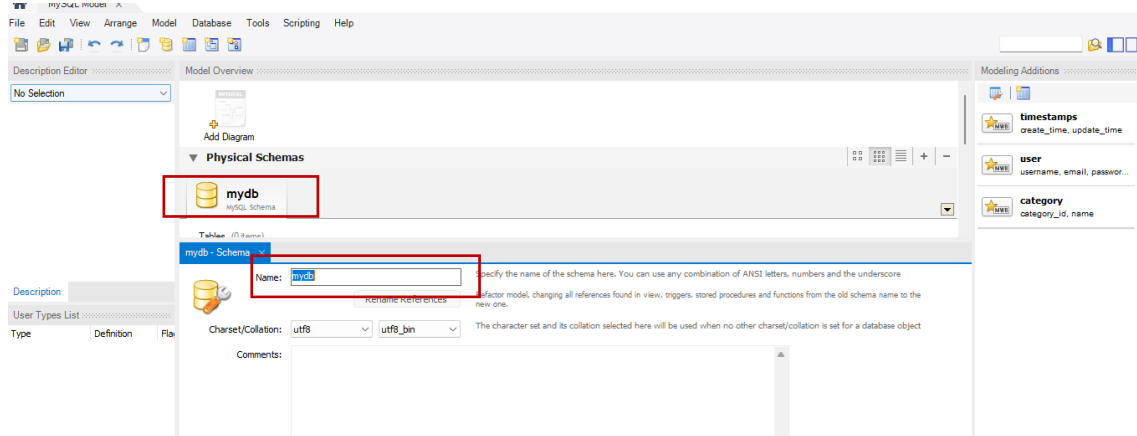 MySQL Model ×
File Edit View Arrange Model Database Tools Scripting Help
Description Editor
Model Overview
Modeling Additions
No Selection
PHYSICAL
Add Diagram
Physical Schemas
mydb
MySQL Schema
Tables (0 items)
timestamps
create_time, update_time
user
username, email, passwor...
category
category_id, name
mydb - Schema ×
Name: mydb
Specify the name of the schema here. You can use any combination of ANSI letters, numbers and the underscore
Rename References
Refactor model, changing all references found in view, triggers, stored procedures and functions from the old schema name to the
new one.
Charset/Collation: utf8 utf8_bin
The character set and its collation selected here will be used when no other charset/collation is set for a database object
Comments:
Description
User Types List
Type Definition Fla